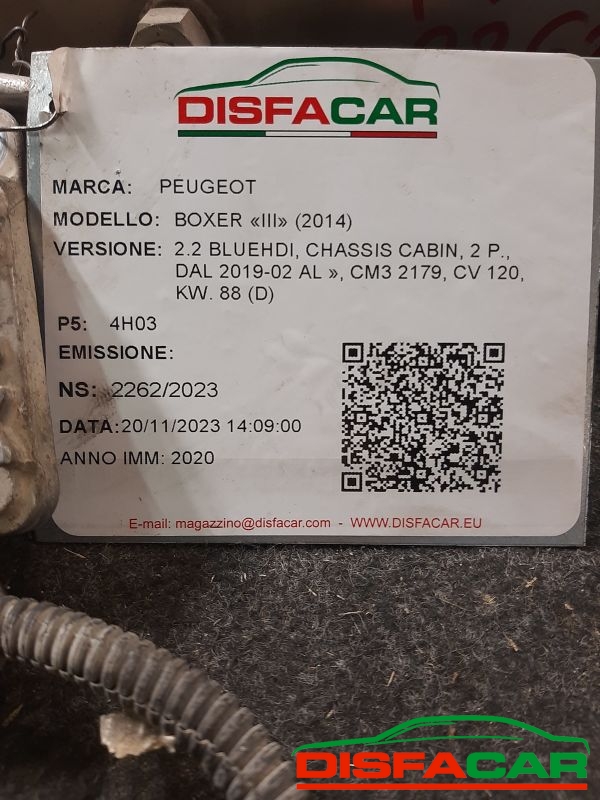 DISFACAR
MARCA: PEUGEOT
MODELLO: BOXER «III» (2014)
VERSIONE: 2.2 BLUEHDI, CHASSIS CABIN, 2 P.,
DAL 2019-02 AL », CM3 2179, CV 120,
KW. 88 (D)
P5: 4H03
EMISSIONE:
NS: 2262/2023
DATA:20/11/2023 14:09:00
ANNO IMM: 2020
E-mail: magazzino@disfacar.com - WWW.DISFACAR.EU
DISFACAR